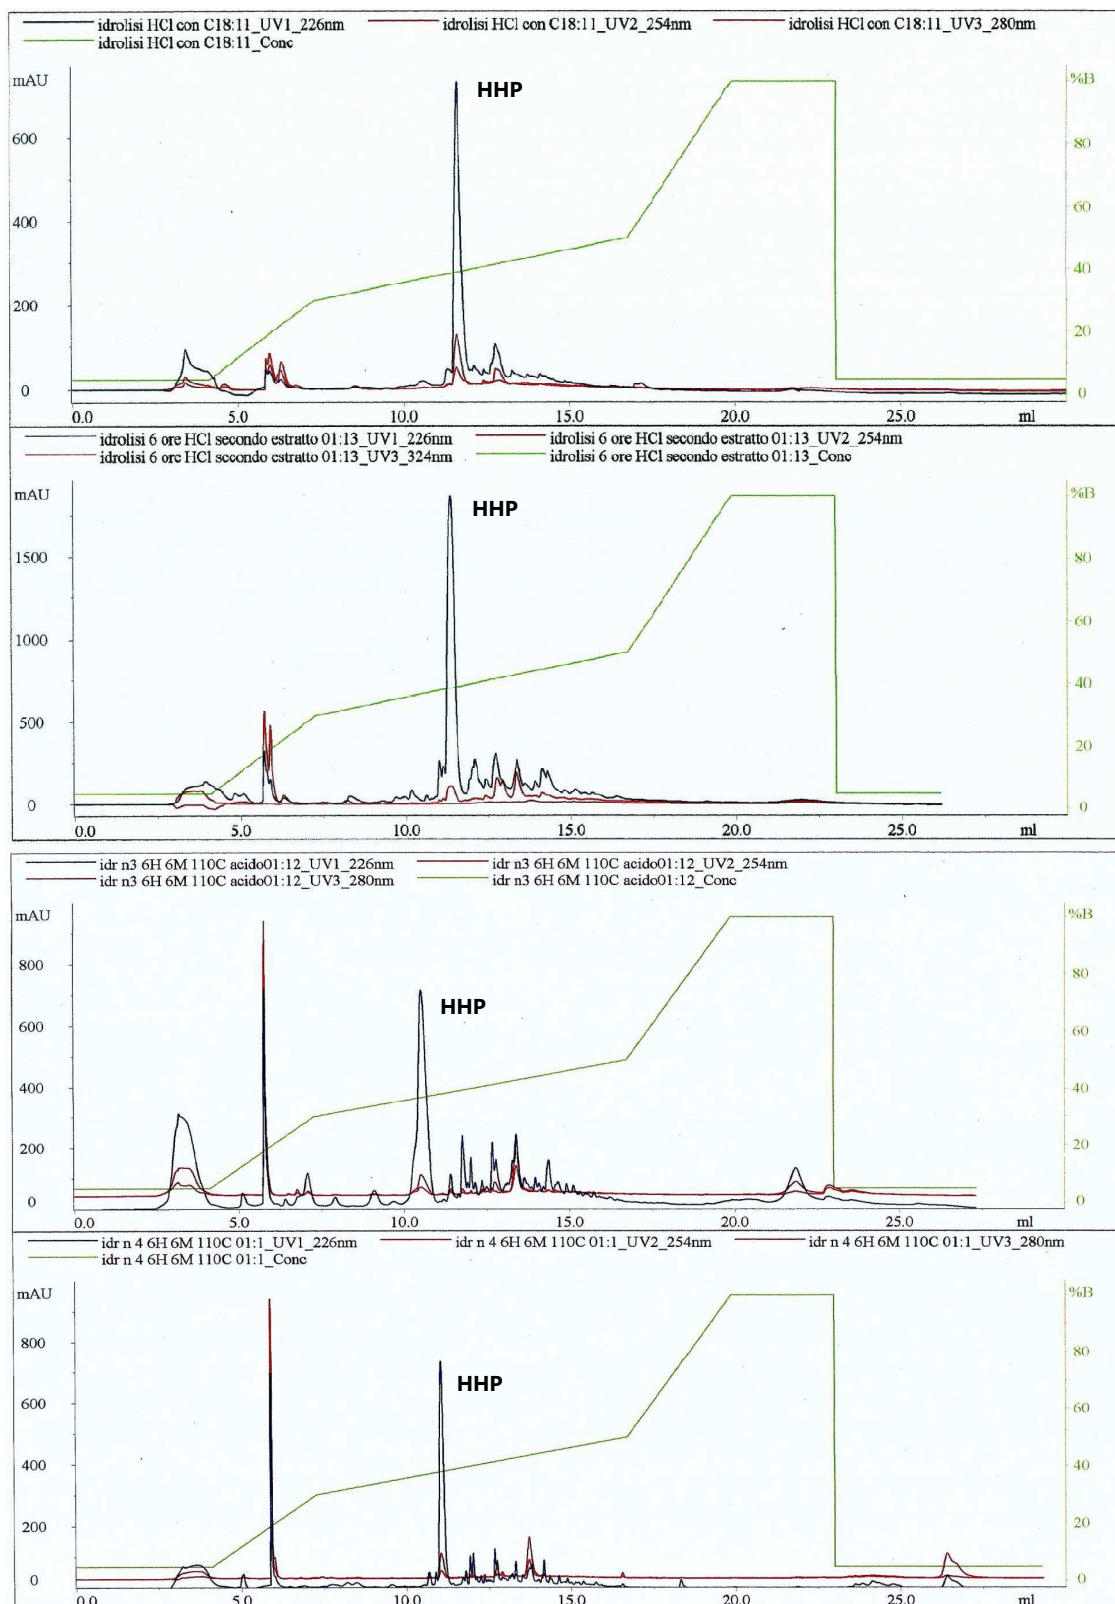 idrolisi HCl con C18:11_UV1_226nm idrolisi HCl con C18:11_UV2_254nm idrolisi HCl con C18:11_UV3_280nm
idrolisi HCl con C18:11_Conc
mAU %B
HHP
600
400
200
0
80
60
40
20
0
0.0 5.0 10.0 15.0 20.0 25.0 ml
idrolisi 6 ore HCl secondo estratto 01:13_UV1_226nm idrolisi 6 ore HCl secondo estratto 01:13_UV2_254nm
idrolisi 6 ore HCl secondo estratto 01:13_UV3_324nm idrolisi 6 ore HCl secondo estratto 01:13_Conc
mAU %B
HHP
1500
1000
500
0
80
60
40
20
0
0.0 5.0 10.0 15.0 20.0 25.0 ml
idr n3 6H 6M 110C acido01:12_UV1_226nm idr n3 6H 6M 110C acido01:12_UV2_254nm
idr n3 6H 6M 110C acido01:12_UV3_280nm idr n3 6H 6M 110C acido01:12_Conc
mAU %B
HHP
800
600
400
200
0
80
60
40
20
0
0.0 5.0 10.0 15.0 20.0 25.0 ml
idr n 4 6H 6M 110C 01:1_UV1_226nm idr n 4 6H 6M 110C 01:1_UV2_254nm idr n 4 6H 6M 110C 01:1_UV3_280nm
idr n 4 6H 6M 110C 01:1_Conc
mAU %B
HHP
800
600
400
200
0
80
60
40
20
0
0.0 5.0 10.0 15.0 20.0 25.0 ml